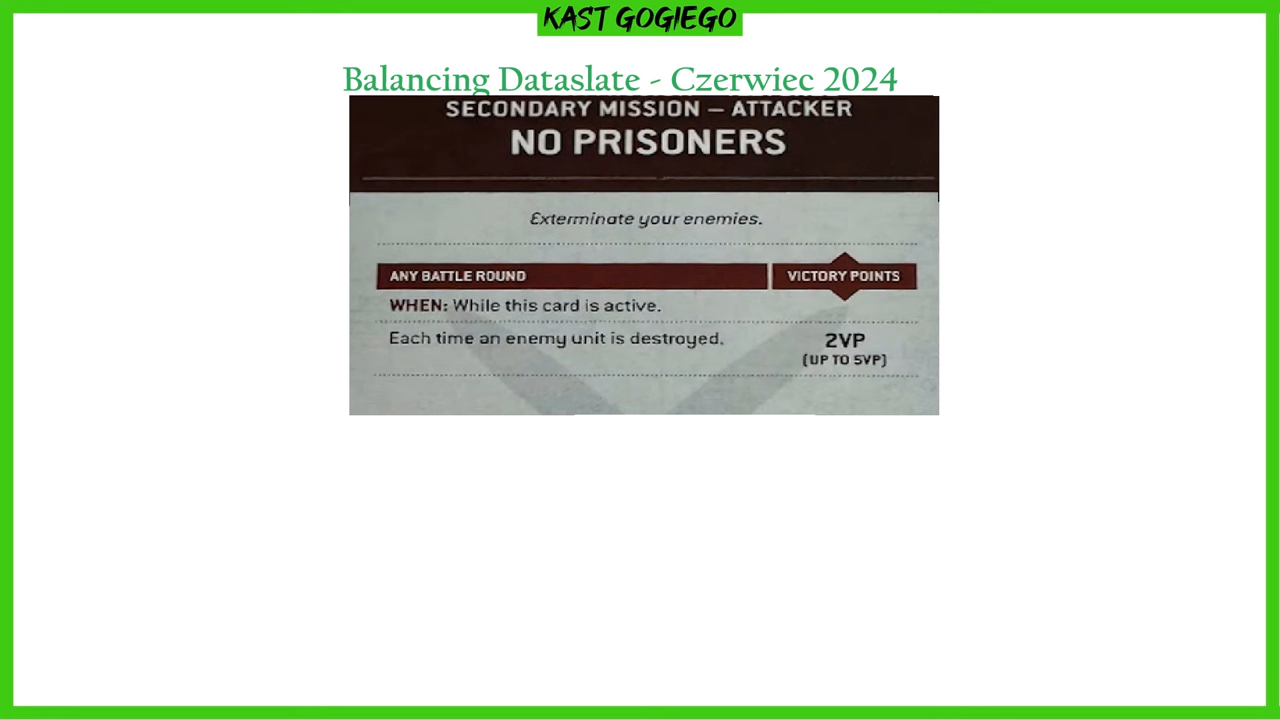 KAST GOGIEGO
Balancing Dataslate - Czerwiec 2024
SECONDARY MISSION – ATTACKER
NO PRISONERS
Exterminate your enemies.
ANY BATTLE ROUND
VICTORY POINTS
WHEN: While this card is active.
Each time an enemy unit is destroyed.
2VP
(UP TO 5VP)